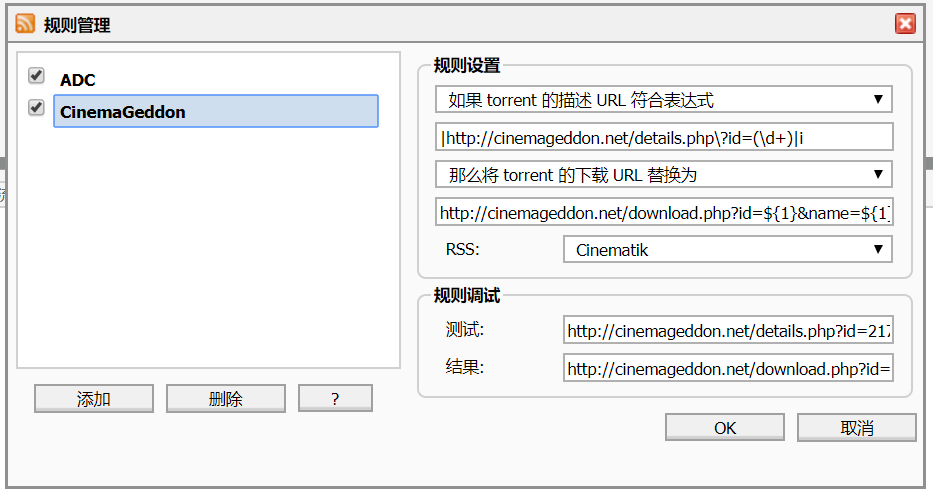 规则管理
ADC
CinemaGeddon
添加
删除
?
规则设置
如果 torrent 的描述 URL 符合表达式
|http://cinemageddon.net/details.php\?id=(\d+)|i
那么将 torrent 的下载 URL 替换为
http://cinemageddon.net/download.php?id=${1}&name=${1
RSS:
Cinematik
规则调试
测试:
http://cinemageddon.net/details.php?id=217
结果:
http://cinemageddon.net/download.php?id=
OK
取消